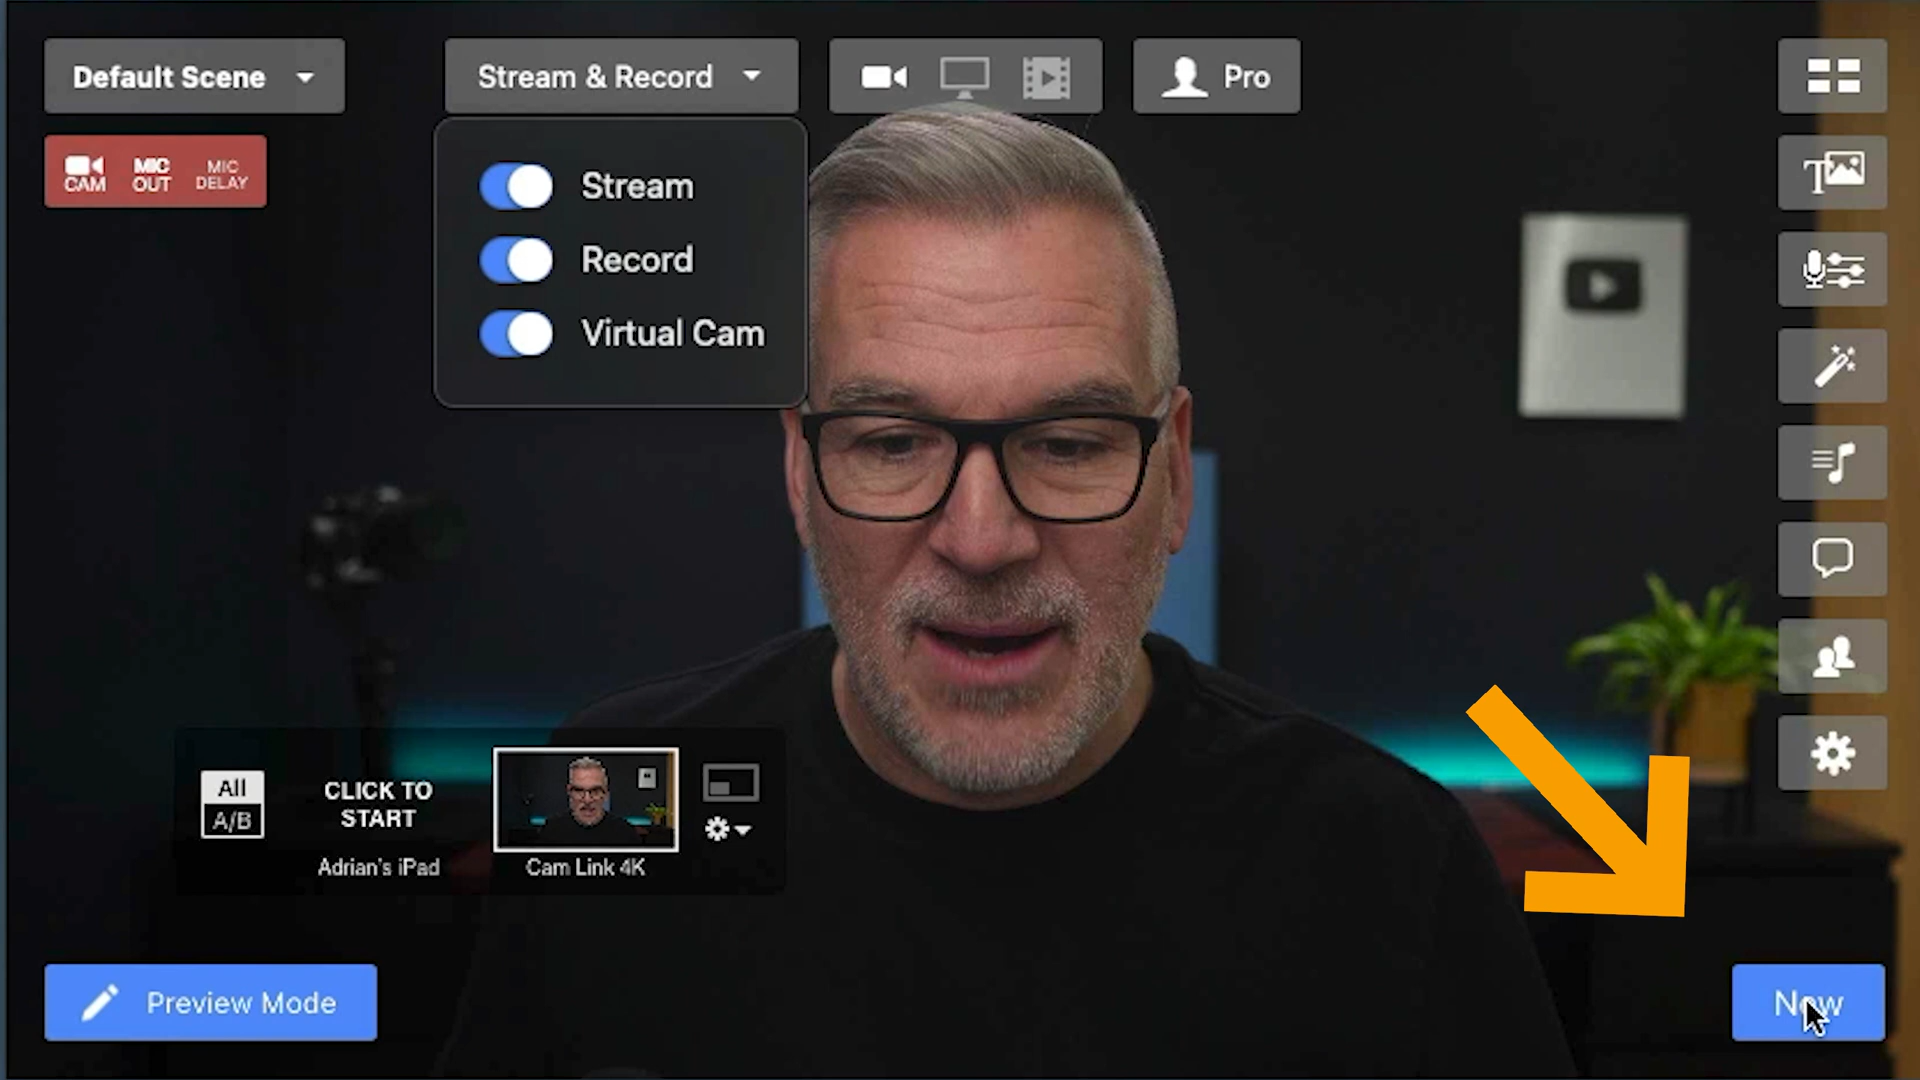 Default Scene
Stream & Record
Pro
CAM
MIC
OUT
MIC
DELAY
Stream
Record
Virtual Cam
T
All
A/B
CLICK TO
START
Adrian's iPad
Cam Link 4K
Preview Mode
New